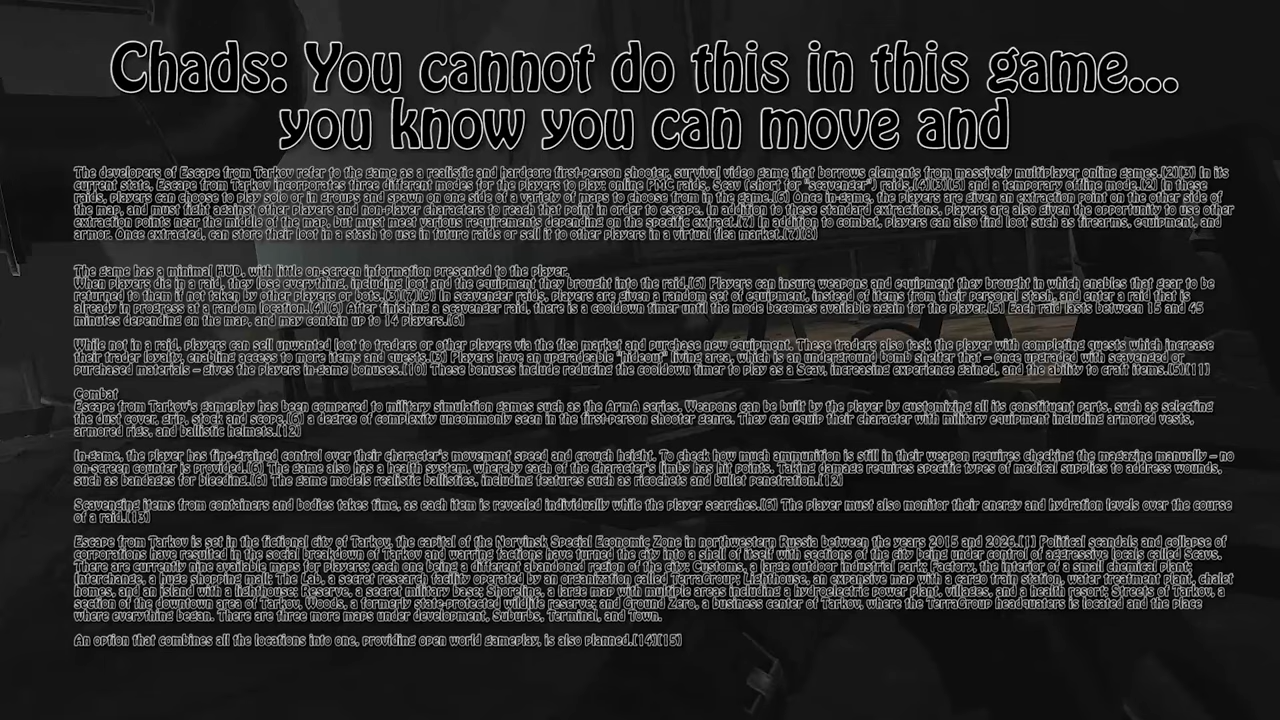 Chads: You cannot do this in this game...
you know you can move and
The developers of Escape from Tarkov refer to the game as a realistic and hardcore first-person shooter, survival video game that borrows elements from massively multiplayer online games.[2][3] In its
current state, Escape from Tarkov incorporates three different modes for the players to play: online PMC raids, Scav (short for "scavenger") raids,[4][3][5] and a temporary offline mode.[2] In these
raids, players can choose to play solo or in groups and spawn on one side of a variety of maps to choose from in the game.[6] Once in-game, the players are given an extraction point on the other side of
the map, and must fight against other players and non-player characters to reach that point in order to escape. In addition to these standard extractions, players are also given the opportunity to use other
extraction points near the middle of the map, but must meet various requirements depending on the specific extract.[7] In addition to combat, players can also find loot such as firearms, equipment, and
armor. Once extracted, can store their loot in a stash to use in future raids or sell it to other players in a virtual flea market.[7][8]
The game has a minimal HUD, with little on-screen information presented to the player.
When players die in a raid, they lose everything, including loot and the equipment they brought into the raid.[6] Players can insure weapons and equipment they brought in which enables that gear to be
returned to them if not taken by other players or bots.[5][7][9] In scavenger raids, players are given a random set of equipment, instead of items from their personal stash, and enter a raid that is
already in progress at a random location.[4][6] After finishing a scavenger raid, there is a cooldown timer until the mode becomes available again for the player.[5] Each raid lasts between 15 and 45
minutes depending on the map, and may contain up to 14 players.[6]
While not in a raid, players can sell unwanted loot to traders or other players via the flea market and purchase new equipment. These traders also task the player with completing quests which increase
their trader loyalty, enabling access to more items and quests.[3] Players have an upgradeable "hideout" living area, which is an underground bomb shelter that – once upgraded with scavenged or
purchased materials – gives the players in-game bonuses.[10] These bonuses include reducing the cooldown timer to play as a Scav, increasing experience gained, and the ability to craft items.[5][11]
Combat
Escape from Tarkov's gameplay has been compared to military simulation games such as the ArmA series. Weapons can be built by the player by customizing all its constituent parts, such as selecting
the dust cover, grip, stock and scope,[6] a degree of complexity uncommonly seen in the first-person shooter genre. They can equip their character with military equipment including armored vests,
armored rigs, and ballistic helmets.[12]
In-game, the player has fine-grained control over their character's movement speed and crouch height. To check how much ammunition is still in their weapon requires checking the magazine manually – no
on-screen counter is provided.[6] The game also has a health system, whereby each of the character's limbs has hit points. Taking damage requires specific types of medical supplies to address wounds,
such as bandages for bleeding.[6] The game models realistic ballistics, including features such as ricochets and bullet penetration.[12]
Scavenging items from containers and bodies takes time, as each item is revealed individually while the player searches.[6] The player must also monitor their energy and hydration levels over the course
of a raid.[13]
Escape from Tarkov is set in the fictional city of Tarkov, the capital of the Norvinsk Special Economic Zone in northwestern Russia between the years 2015 and 2026.[1] Political scandals and collapse of
corporations have resulted in the social breakdown of Tarkov and warring factions have turned the city into a shell of itself with sections of the city being under control of aggressive locals called Scavs.
There are currently nine available maps for players; each one being a different abandoned region of the city: Customs, a large outdoor industrial park; Factory, the interior of a small chemical plant;
Interchange, a huge shopping mall; The Lab, a secret research facility operated by an organization called TerraGroup; Lighthouse, an expansive map with a cargo train station, water treatment plant, chalet
homes, and an island with a lighthouse; Reserve, a secret military base; Shoreline, a large map with multiple areas including a hydroelectric power plant, villages, and a health resort; Streets of Tarkov, a
section of the downtown area of Tarkov, Woods, a formerly state-protected wildlife reserve; and Ground Zero, a business center of Tarkov, where the TerraGroup headquaters is located and the place
where everything began. There are three more maps under development, Suburbs, Terminal, and Town.
An option that combines all the locations into one, providing open world gameplay, is also planned.[14][15]